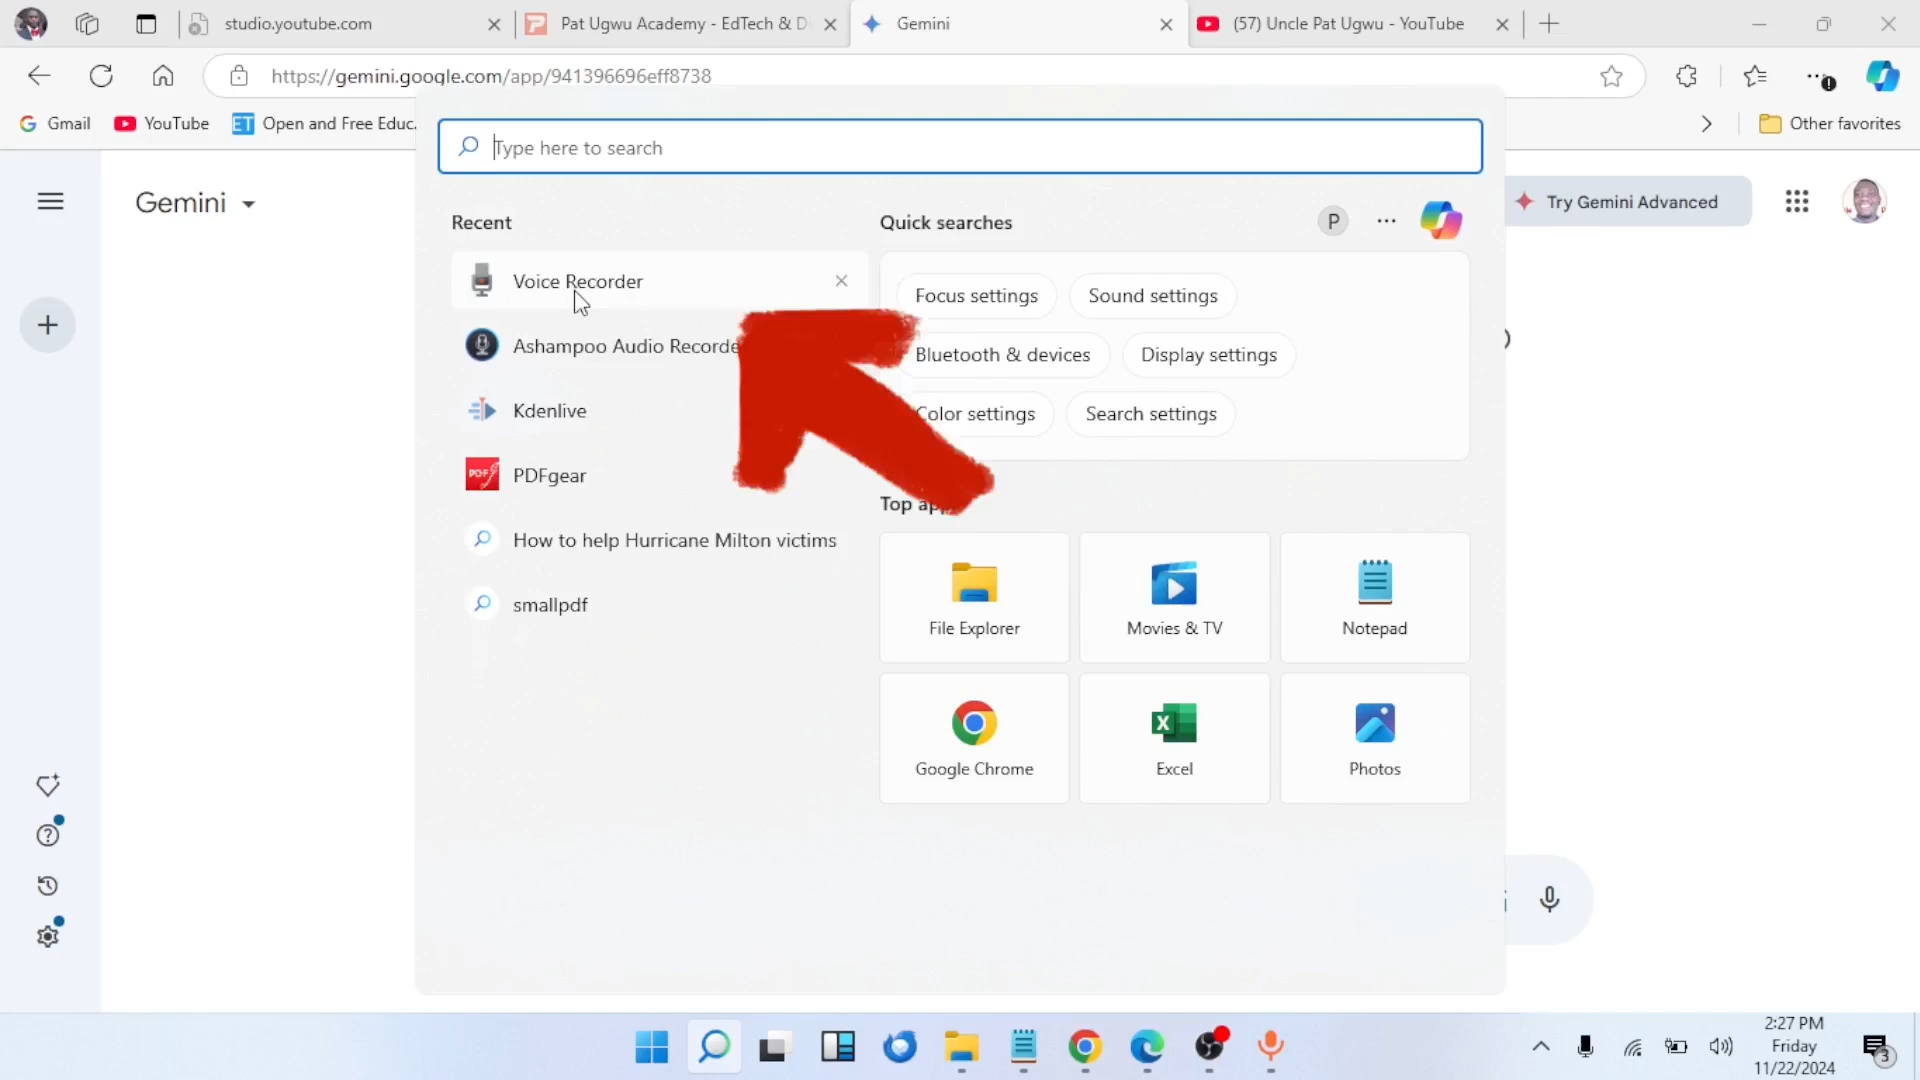 studio.youtube.com
Pat Ugwu Academy - EdTech & D
Gemini
(57) Uncle Pat Ugwu - YouTube
https://gemini.google.com/app/941396696eff8738
Gmail
YouTube
ET
Open and Free Educ.
Other favorites
Type here to search
Gemini
Try Gemini Advanced
Recent
Quick searches
P
Voice Recorder
Focus settings
Sound settings
Ashampoo Audio Recorde
Bluetooth & devices
Display settings
Kdenlive
Color settings
Search settings
PDFgear
Top
How to help Hurricane Milton victims
smallpdf
File Explorer
Movies & TV
Notepad
Google Chrome
Excel
Photos
2:27 PM
Friday
11/22/2024
3